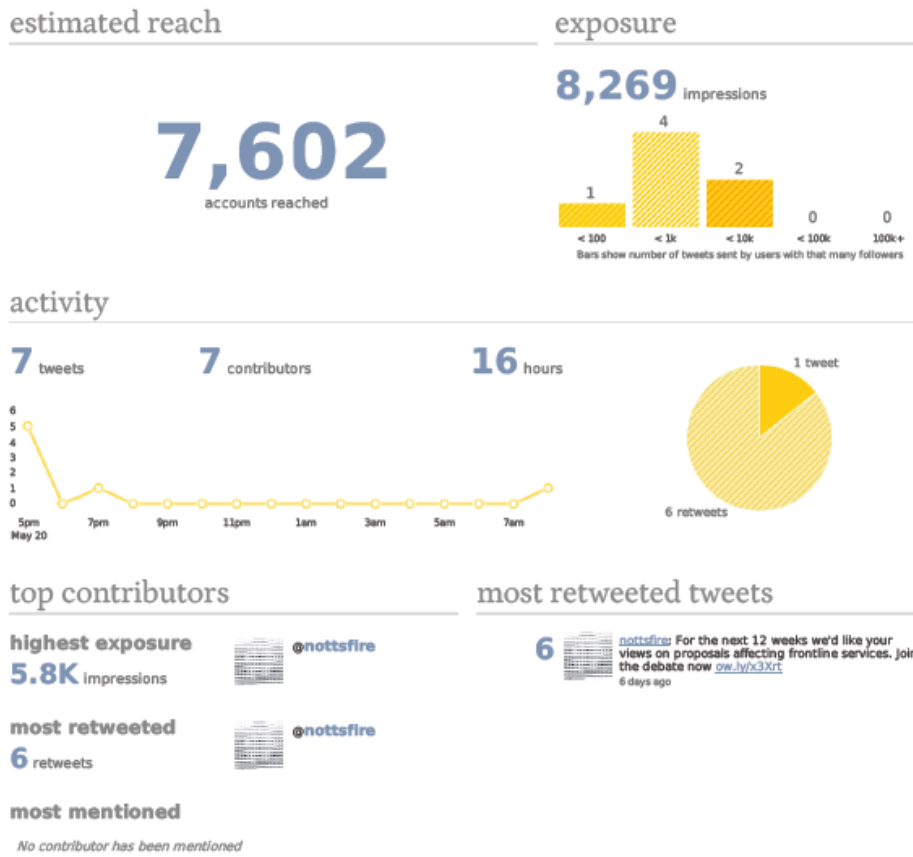 estimated reach
7,602
accounts reached
exposure
8,269 impressions
1 4 2 0 0
< 100 < 1k < 10k < 100k 100k+
Bars show number of tweets sent by users with that many followers
activity
7 tweets 7 contributors 16 hours
6
5
4
3
2
1
0
5pm 7pm 9pm 11pm 1am 3am 5am 7am
May 20
1 tweet
6 retweets
top contributors
highest exposure
5.8K impressions
@nottsfire
most retweeted
6 retweets
@nottsfire
most mentioned
No contributor has been mentioned
most retweeted tweets
6
nottsfire: For the next 12 weeks we'd like your
views on proposals affecting frontline services. Join
the debate now ow.ly/x3Xrt
6 days ago